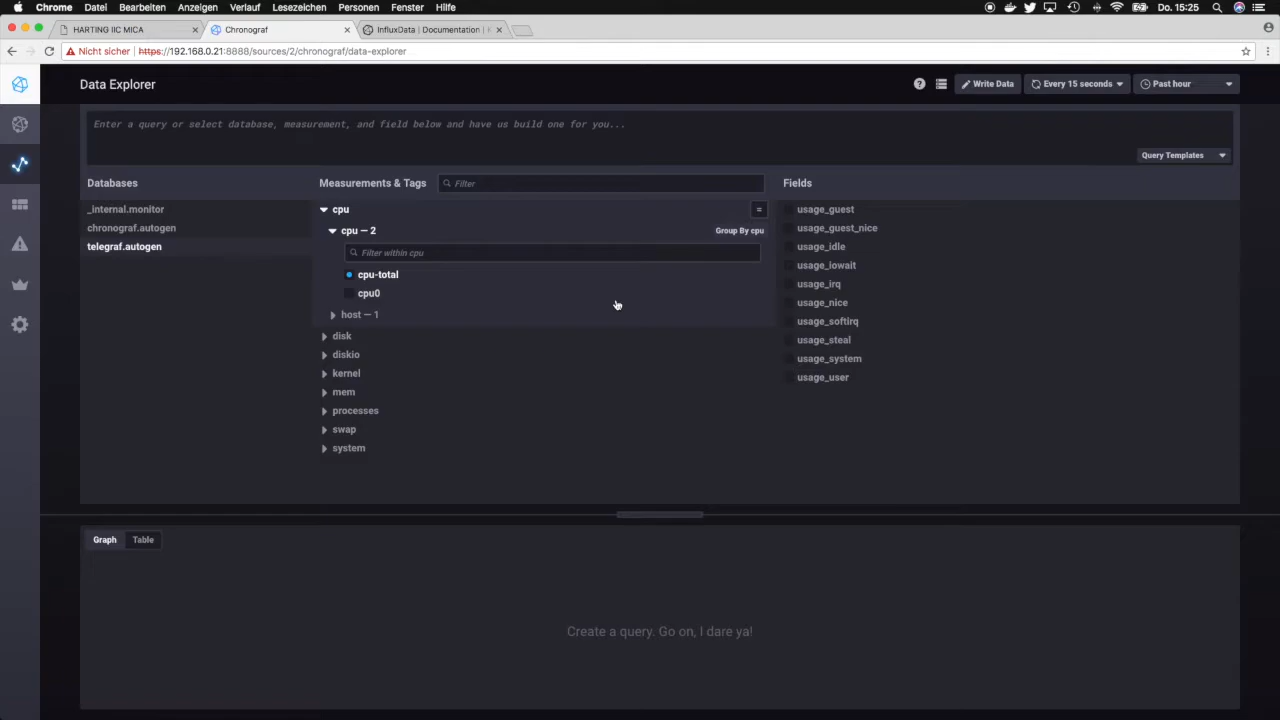 Chrome Datei Bearbeiten Anzeigen Verlauf Lesezeichen Personen Fenster Hilfe Do. 15:25
HARTING IIC MICA × Chronograf × InfluxData | Documentation | ×
Nicht sicher https://192.168.0.21:8888/sources/2/chronograf/data-explorer
Data Explorer ? Write Data Every 15 seconds Past hour
Enter a query or select database, measurement, and field below and have us build one for you...
Query Templates
Databases Measurements & Tags Filter Fields
_internal.monitor cpu = usage_guest
chronograf.autogen cpu — 2 Group By cpu usage_guest_nice
telegraf.autogen Filter within cpu usage_idle
cpu-total usage_iowait
cpu0 usage_irq
host — 1 usage_nice
disk usage_softirq
diskio usage_steal
kernel usage_system
mem usage_user
processes
swap
system
Graph Table
Create a query. Go on, I dare ya!